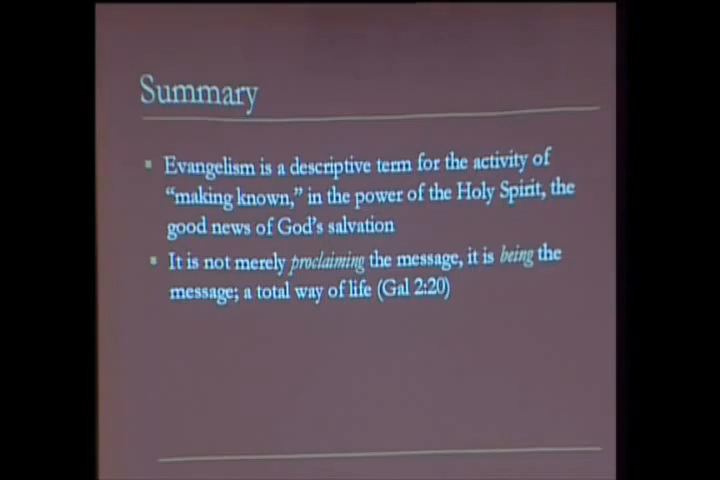 Summary
Evangelism is a descriptive term for the activity of
“making known,” in the power of the Holy Spirit, the
good news of God’s salvation
It is not merely proclaiming the message, it is being the
message; a total way of life (Gal 2:20)